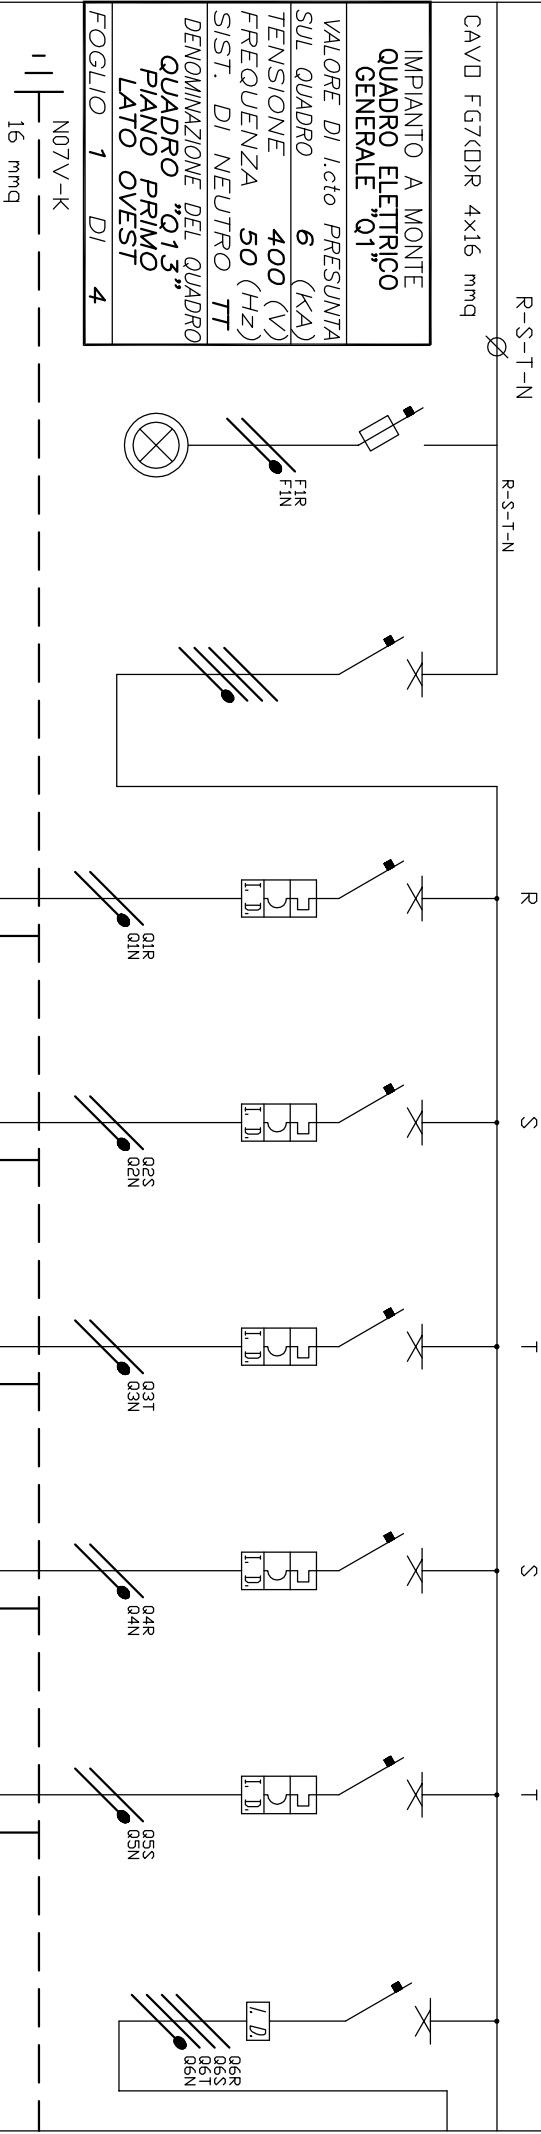 R-S-T-N
CAVO FG7(O)R 4x16 mmq
R-S-T-N
R
S
T
S
T
IMPIANTO A MONTE
QUADRO ELETTRICO
GENERALE "Q1"
VALORE DI I.cto PRESUNTA
SUL QUADRO 6 (KA)
TENSIONE 400 (V)
FREQUENZA 50 (Hz)
SIST. DI NEUTRO TT
DENOMINAZIONE DEL QUADRO
QUADRO "Q13"
PIANO PRIMO
LATO OVEST
FOGLIO 1 DI 4
F1R
F1N
I. D.
I. D.
I. D.
I. D.
I. D.
I. D.
Q1R
Q1N
Q2S
Q2N
Q3T
Q3N
Q4R
Q4N
Q5S
Q5N
Q6R
Q6S
Q6T
Q6N
N07V-K
16 mmq